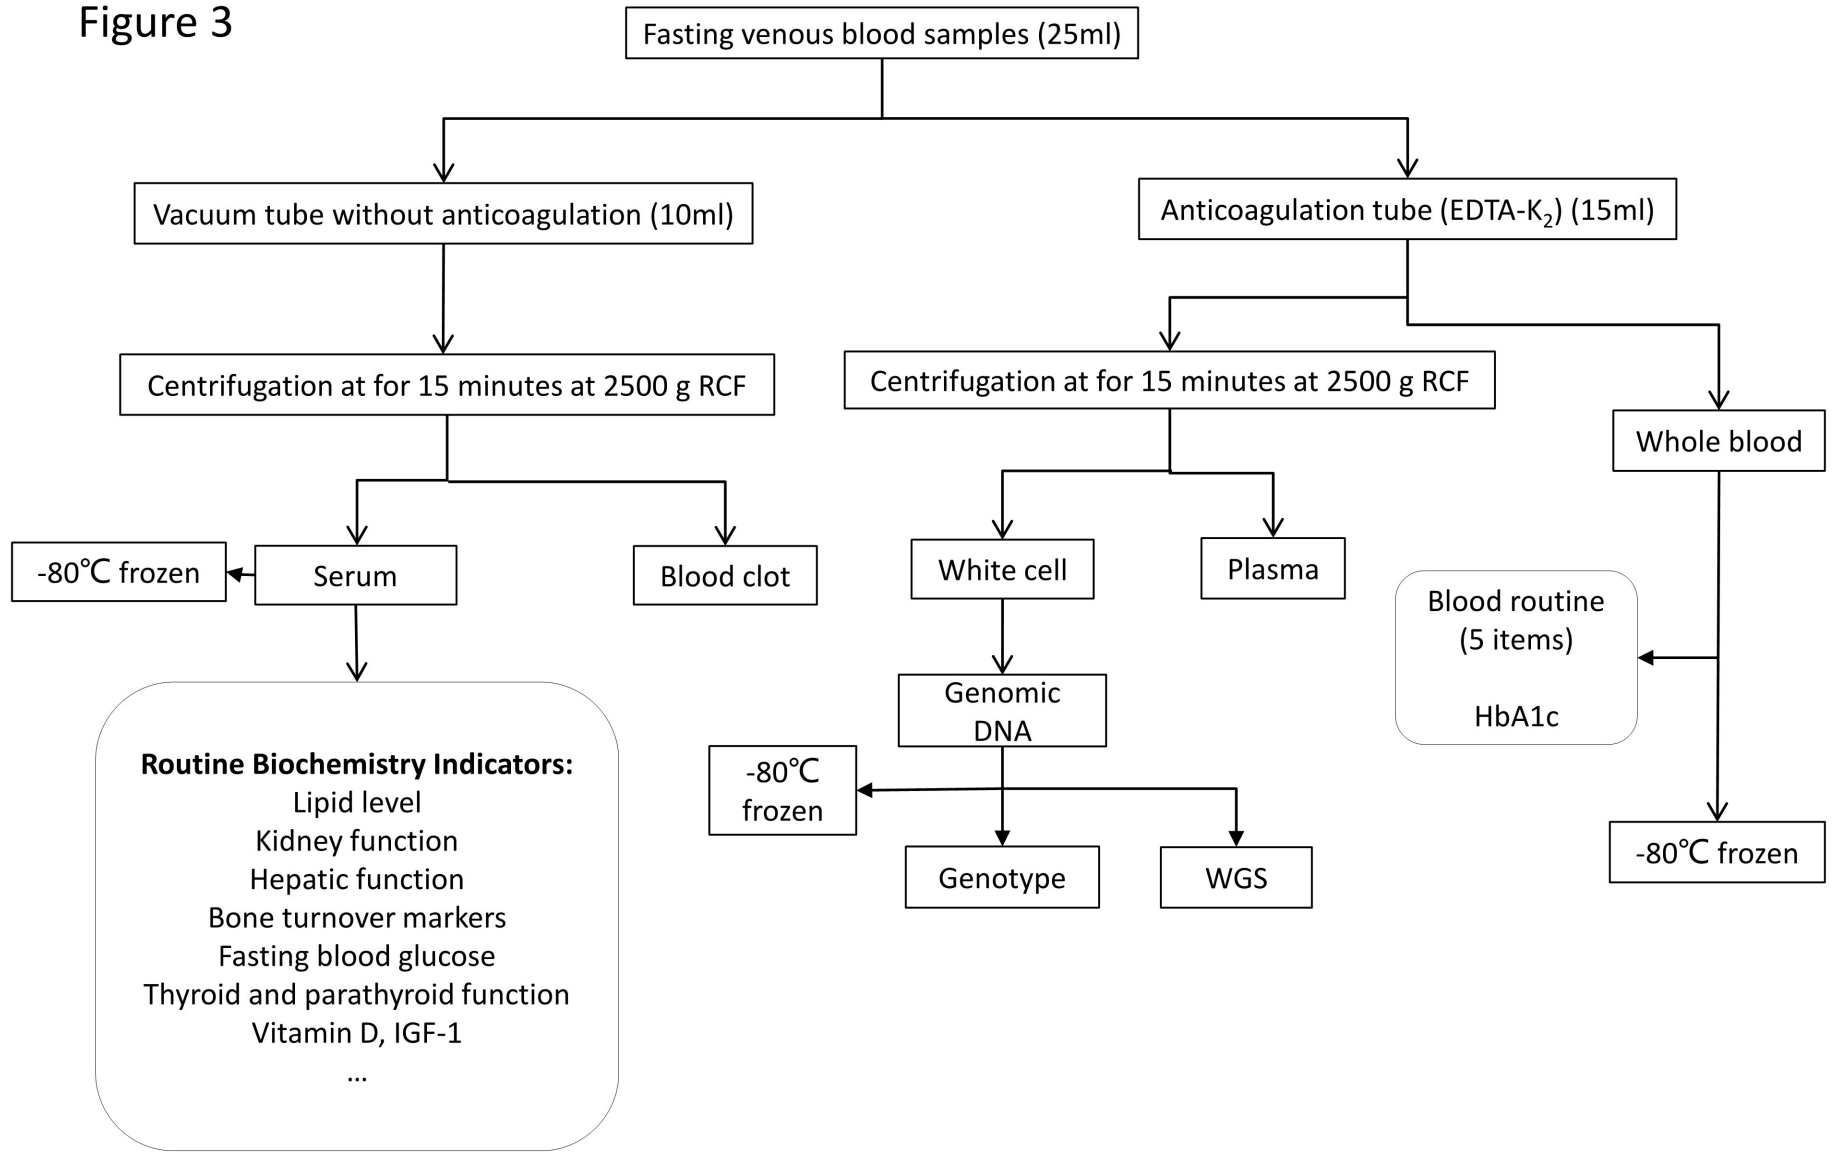 Figure 3
Fasting venous blood samples (25ml)
Vacuum tube without anticoagulation (10ml)
Anticoagulation tube (EDTA-K₂) (15ml)
Centrifugation at for 15 minutes at 2500 g RCF
Centrifugation at for 15 minutes at 2500 g RCF
Whole blood
-80℃ frozen
Serum
Blood clot
White cell
Plasma
Blood routine
(5 items)
HbA1c
Genomic
DNA
-80℃
frozen
Genotype
WGS
-80℃ frozen
Routine Biochemistry Indicators:
Lipid level
Kidney function
Hepatic function
Bone turnover markers
Fasting blood glucose
Thyroid and parathyroid function
Vitamin D, IGF-1
...